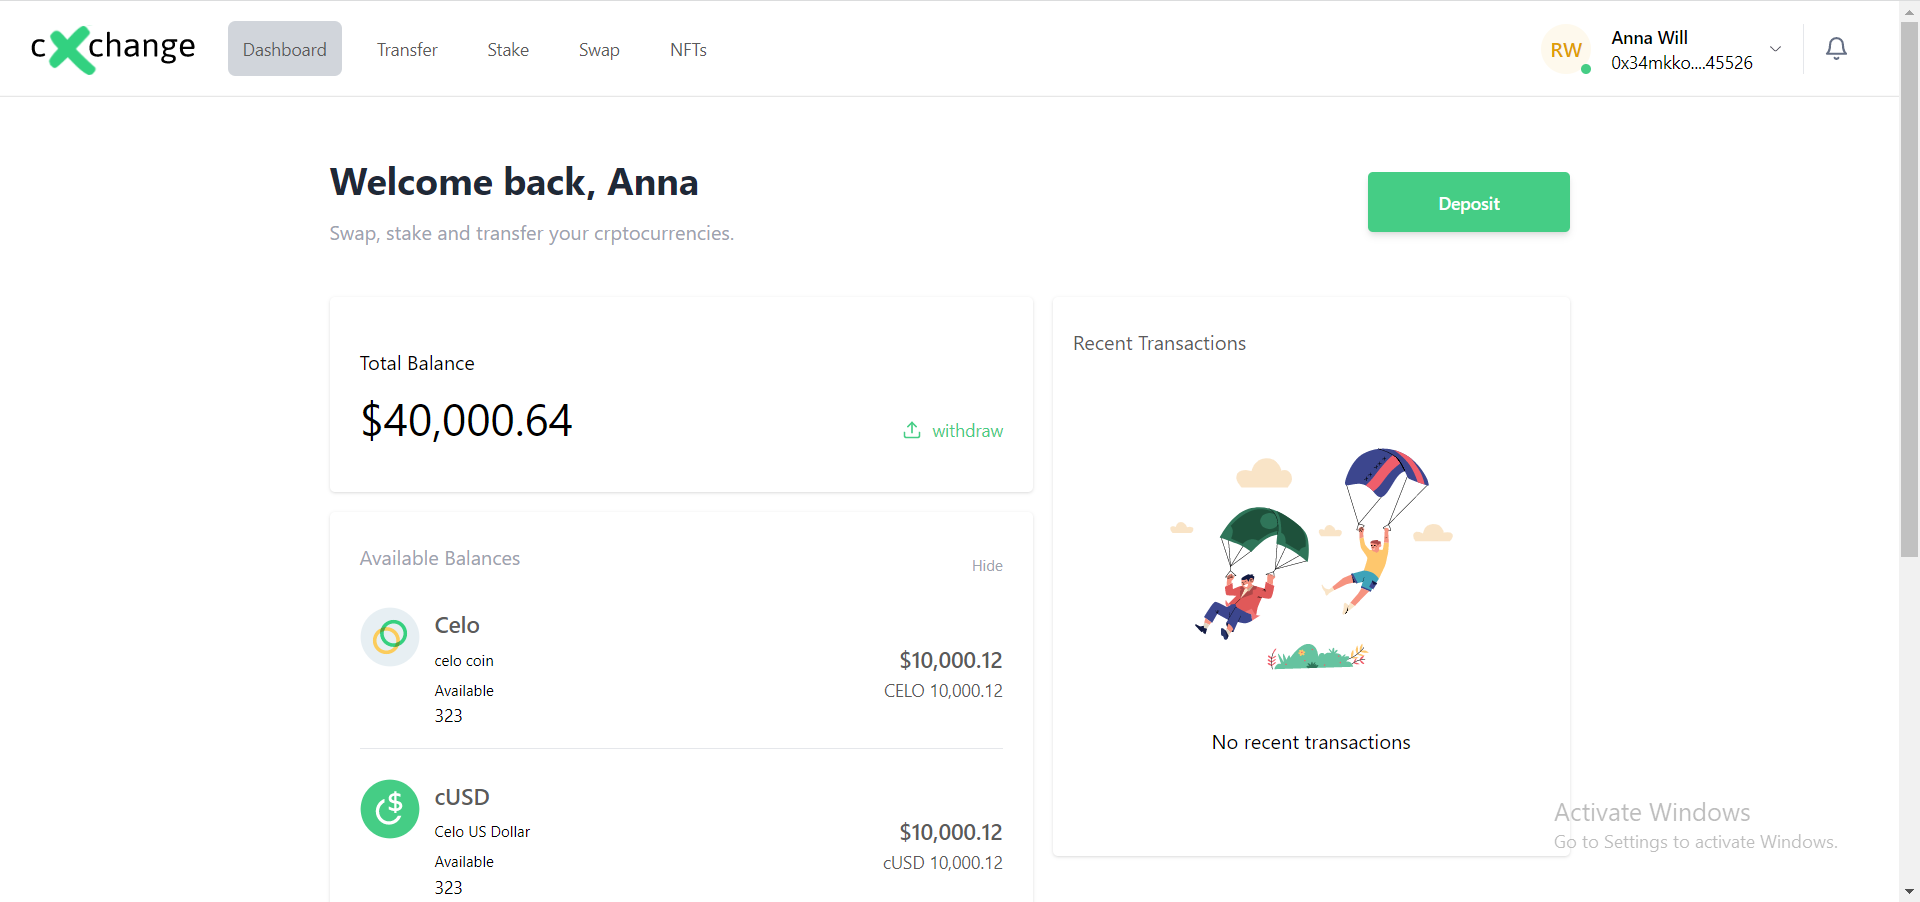 cXchange
Dashboard
Transfer
Stake
Swap
NFTs
RW
Anna Will
0x34mkko....45526
Welcome back, Anna
Swap, stake and transfer your crptocurrencies.
Deposit
Total Balance
$40,000.64
withdraw
Available Balances
Hide
Celo
celo coin
Available
323
$10,000.12
CELO 10,000.12
cUSD
Celo US Dollar
Available
323
$10,000.12
cUSD 10,000.12
Recent Transactions
No recent transactions
Activate Windows
Go to Settings to activate Windows.